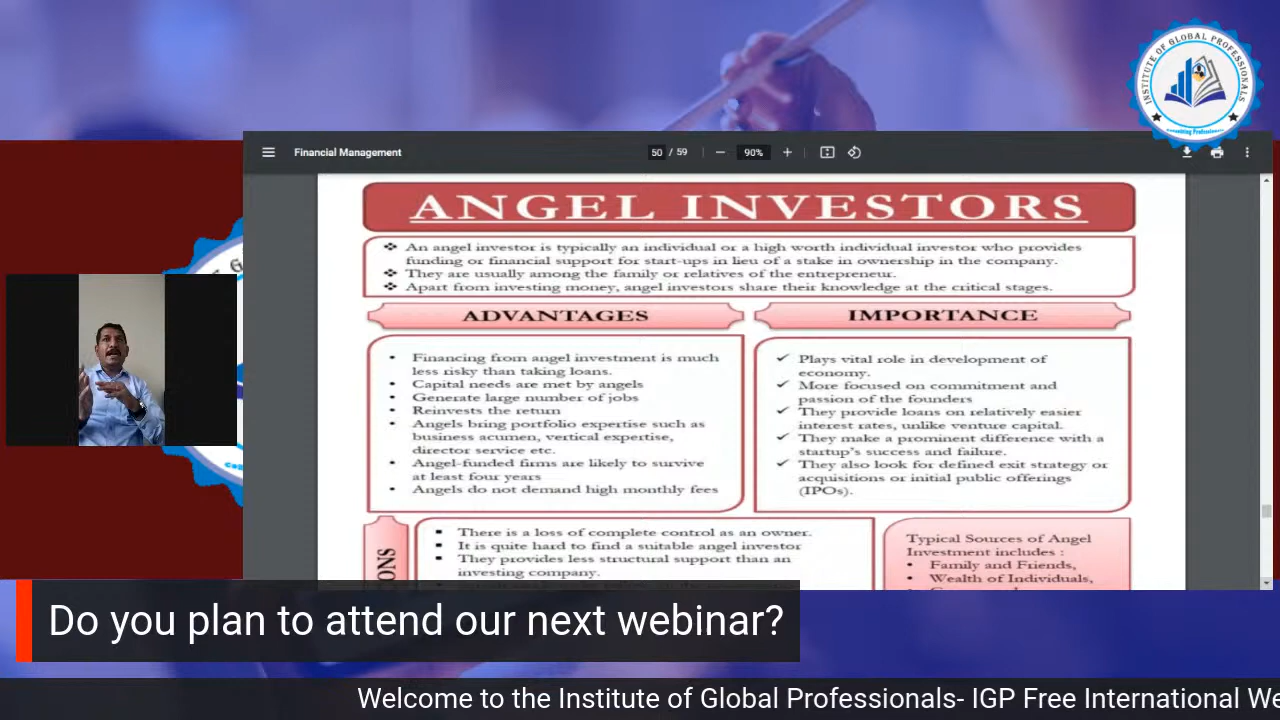 INSTITUTE OF GLOBAL PROFESSIONALS
Financial Management
50 / 59
90%
ANGEL INVESTORS
❖ An angel investor is typically an individual or a high worth individual investor who provides
funding or financial support for start-ups in lieu of a stake in ownership in the company.
❖ They are usually among the family or relatives of the entrepreneur.
❖ Apart from investing money, angel investors share their knowledge at the critical stages.
ADVANTAGES
• Financing from angel investment is much
less risky than taking loans.
• Capital needs are met by angels
• Generate large number of jobs
• Reinvests the return
• Angels bring portfolio expertise such as
business acumen, vertical expertise,
director service etc.
• Angel-funded firms are likely to survive
at least four years
• Angels do not demand high monthly fees
IMPORTANCE
✓ Plays vital role in development of
economy.
✓ More focused on commitment and
passion of the founders
✓ They provide loans on relatively easier
interest rates, unlike venture capital.
✓ They make a prominent difference with a
startup's success and failure.
✓ They also look for defined exit strategy or
acquisitions or initial public offerings
(IPOs).
ONS
▪ There is a loss of complete control as an owner.
▪ It is quite hard to find a suitable angel investor
▪ They provides less structural support than an
investing company.
Typical Sources of Angel
Investment includes :
• Family and Friends,
• Wealth of Individuals,
Do you plan to attend our next webinar?
Welcome to the Institute of Global Professionals- IGP Free International We